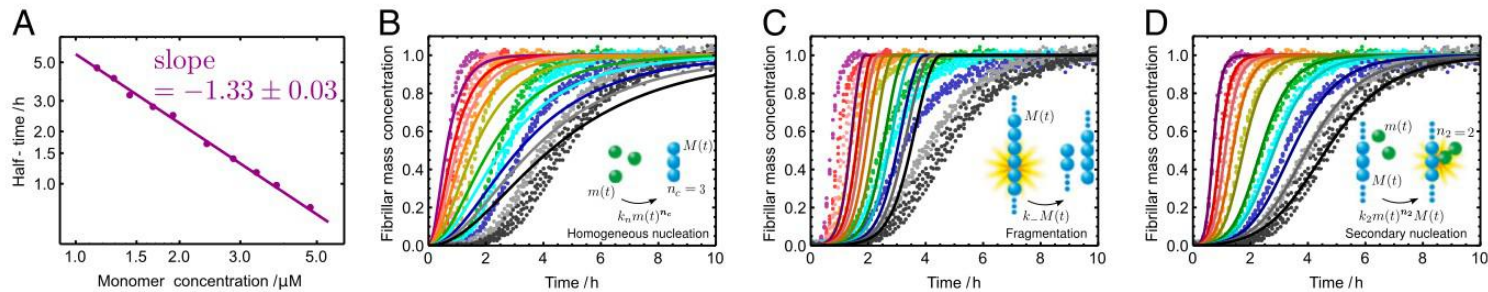 A
slope
= −1.33 ± 0.03
Half - time / h
5.0
3.0
2.0
1.5
1.0
1.0 1.5 2.0 3.0 5.0
Monomer concentration /µM
B
Fibrillar mass concentration
1.0
0.8
0.6
0.4
0.2
0.0
M(t)
m(t)
n_c = 3
k_n m(t)^{n_c}
Homogeneous nucleation
0 2 4 6 8 10
Time / h
C
Fibrillar mass concentration
1.0
0.8
0.6
0.4
0.2
0.0
M(t)
k_−M(t)
Fragmentation
0 2 4 6 8 10
Time / h
D
Fibrillar mass concentration
1.0
0.8
0.6
0.4
0.2
0.0
m(t)
n_2 = 2
M(t)
k_2 m(t)^{n_2} M(t)
Secondary nucleation
0 2 4 6 8 10
Time / h